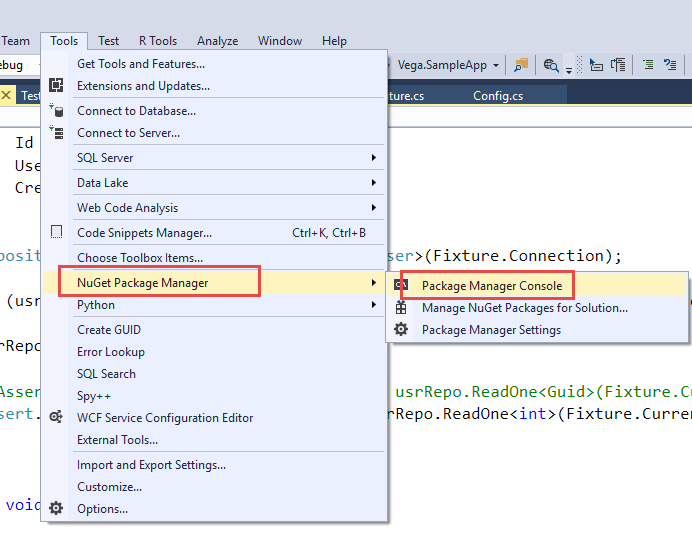 Team Tools Test R Tools Analyze Window Help
ebug Vega.SampleApp
Test ture.cs Config.cs
Get Tools and Features...
Extensions and Updates...
Connect to Database...
Connect to Server...
SQL Server
Data Lake
Web Code Analysis
Code Snippets Manager... Ctrl+K, Ctrl+B
Choose Toolbox Items...
NuGet Package Manager
Python
Create GUID
Error Lookup
SQL Search
Spy++
WCF Service Configuration Editor
External Tools...
Import and Export Settings...
Customize...
Options...
Package Manager Console
Manage NuGet Packages for Solution...
Package Manager Settings
Id
Use
Cre
posit ser>(Fixture.Connection);
(usr
rRepo
Asser usrRepo.ReadOne<Guid>(Fixture.Cu
sert. rRepo.ReadOne<int>(Fixture.Curren
void